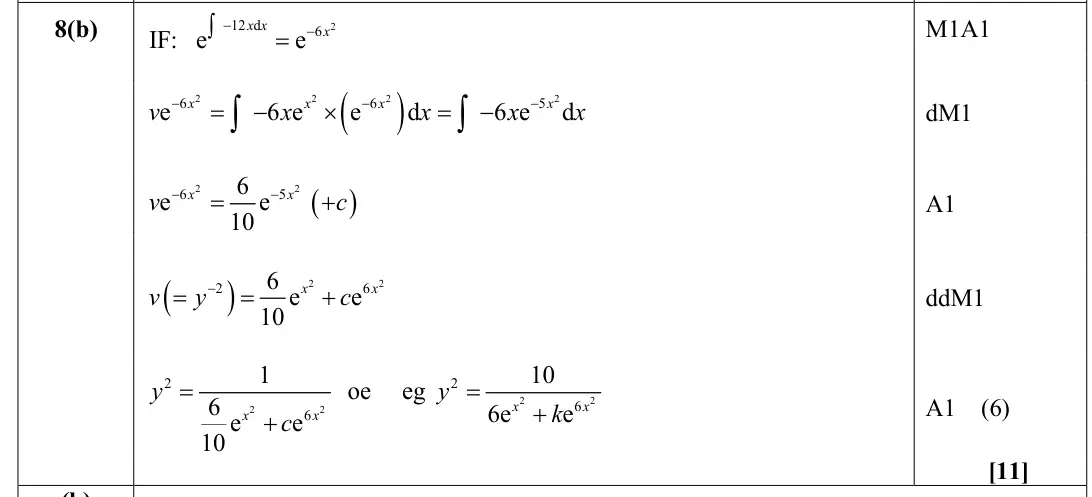 8(b) IF: e^{∫ −12xdx} = e^{−6x²} M1A1
ve^{−6x²} = ∫ −6xe^{x²} × (e^{−6x²})dx = ∫ −6xe^{−5x²} dx dM1
ve^{−6x²} = 6/10 e^{−5x²} (+c) A1
v(= y^{−2}) = 6/10 e^{x²} + ce^{6x²} ddM1
y² = 1/(6/10 e^{x²} + ce^{6x²}) oe eg y² = 10/(6e^{x²} + ke^{6x²}) A1 (6)
[11]